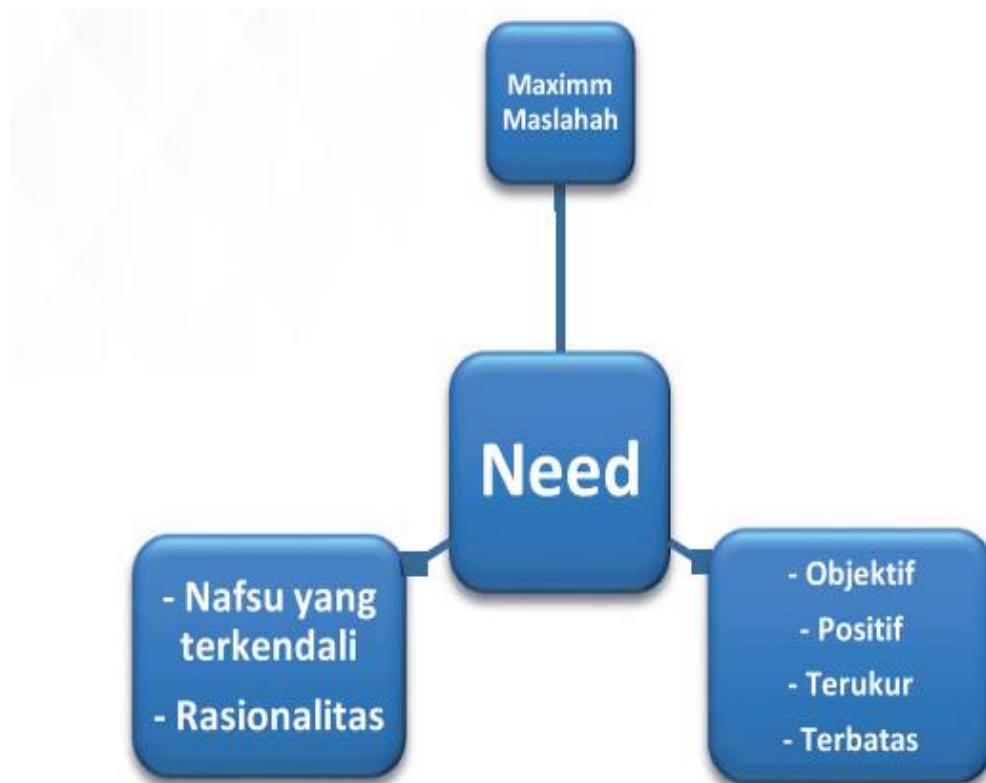 Maximm
Maslahah
Need
- Nafsu yang
terkendali
- Rasionalitas
- Objektif
- Positif
- Terukur
- Terbatas